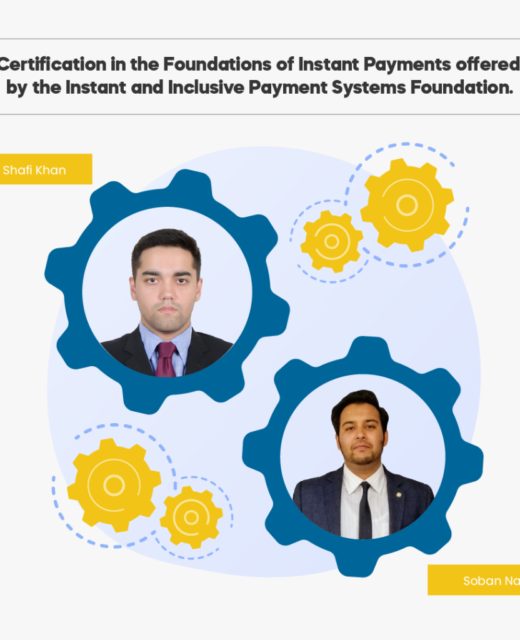 Certification in the Foundations of Instant Payments offered
by the Instant and Inclusive Payment Systems Foundation.
Shafi Khan
Soban Na